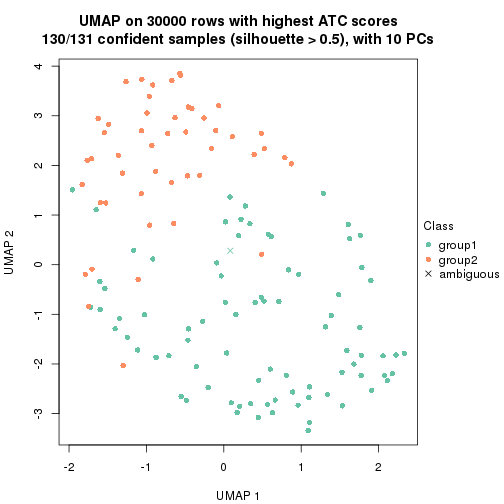 UMAP on 30000 rows with highest ATC scores
130/131 confident samples (silhouette > 0.5), with 10 PCs
4
3
2
1
0
-1
-2
-3
UMAP 2
-2
-1
0
1
2
UMAP 1
Class
group1
group2
ambiguous